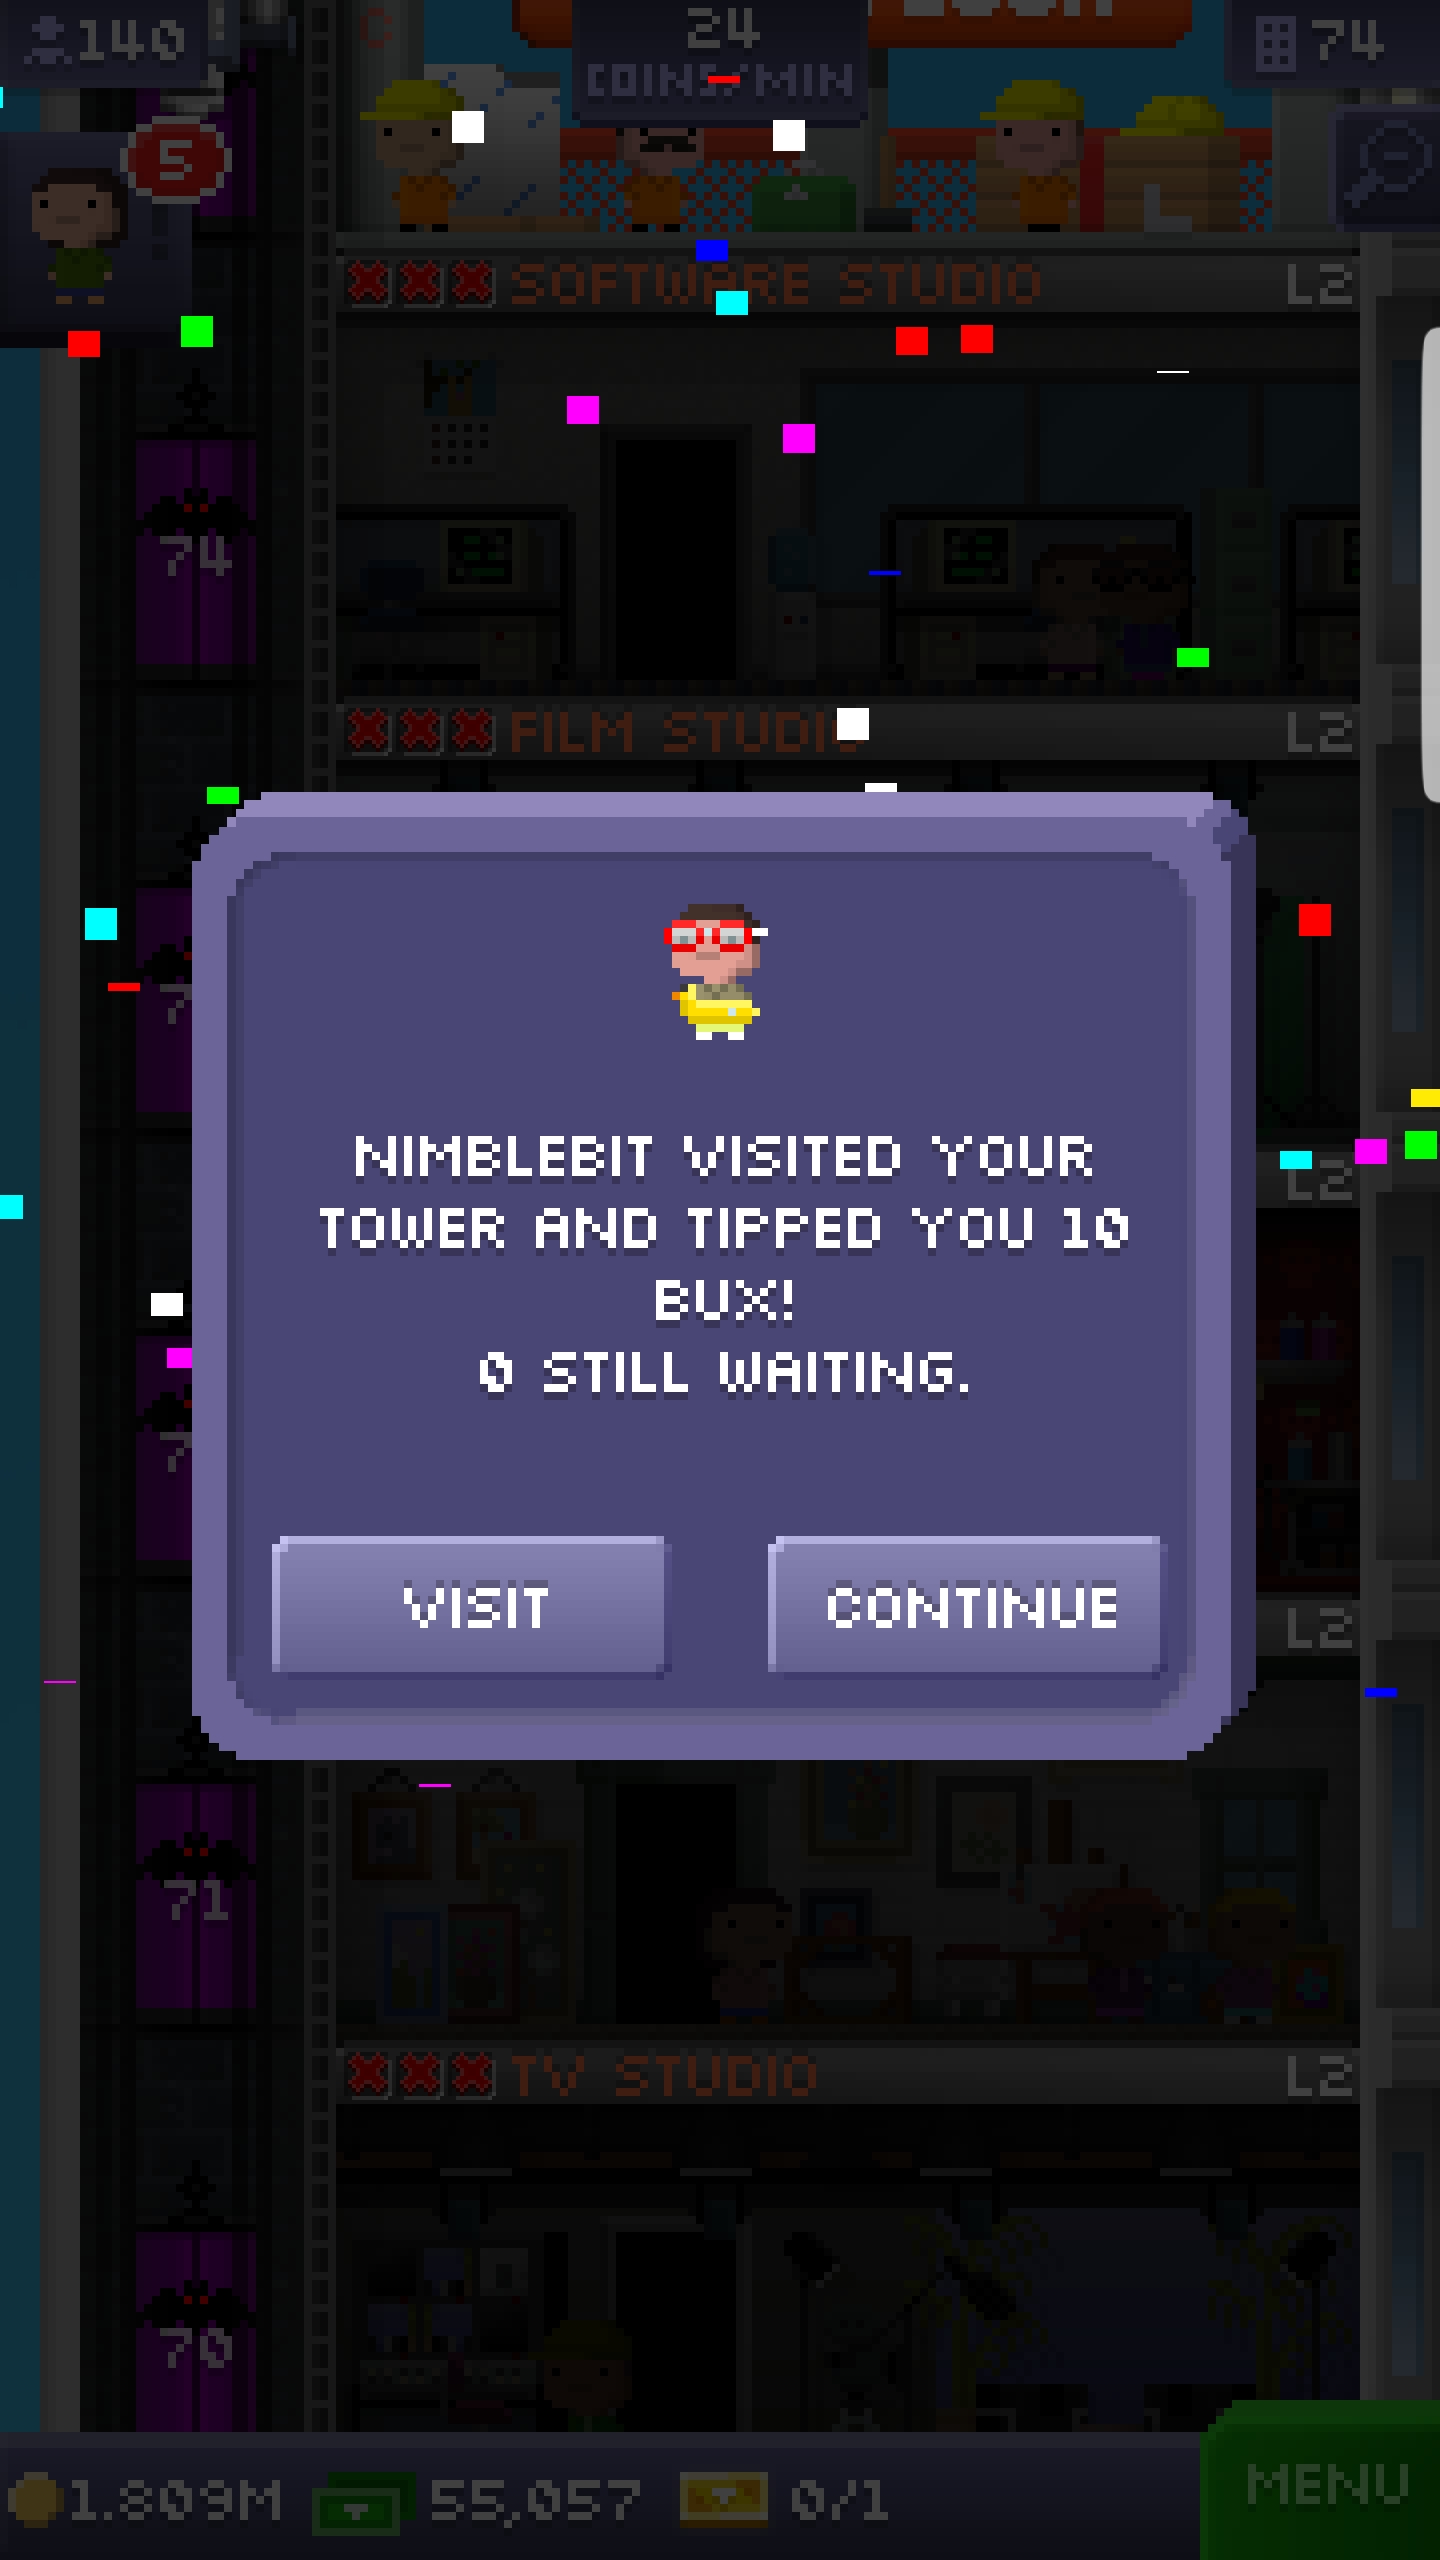 140
24
COINS/MIN
74
5
SOFTWARE STUDIO L2
74
FILM STUDIO L2
L2
NIMBLEBIT VISITED YOUR
TOWER AND TIPPED YOU 10
BUX!
0 STILL WAITING.
VISIT
CONTINUE
L2
71
TV STUDIO L2
70
1.809M
55,057
0/1
MENU